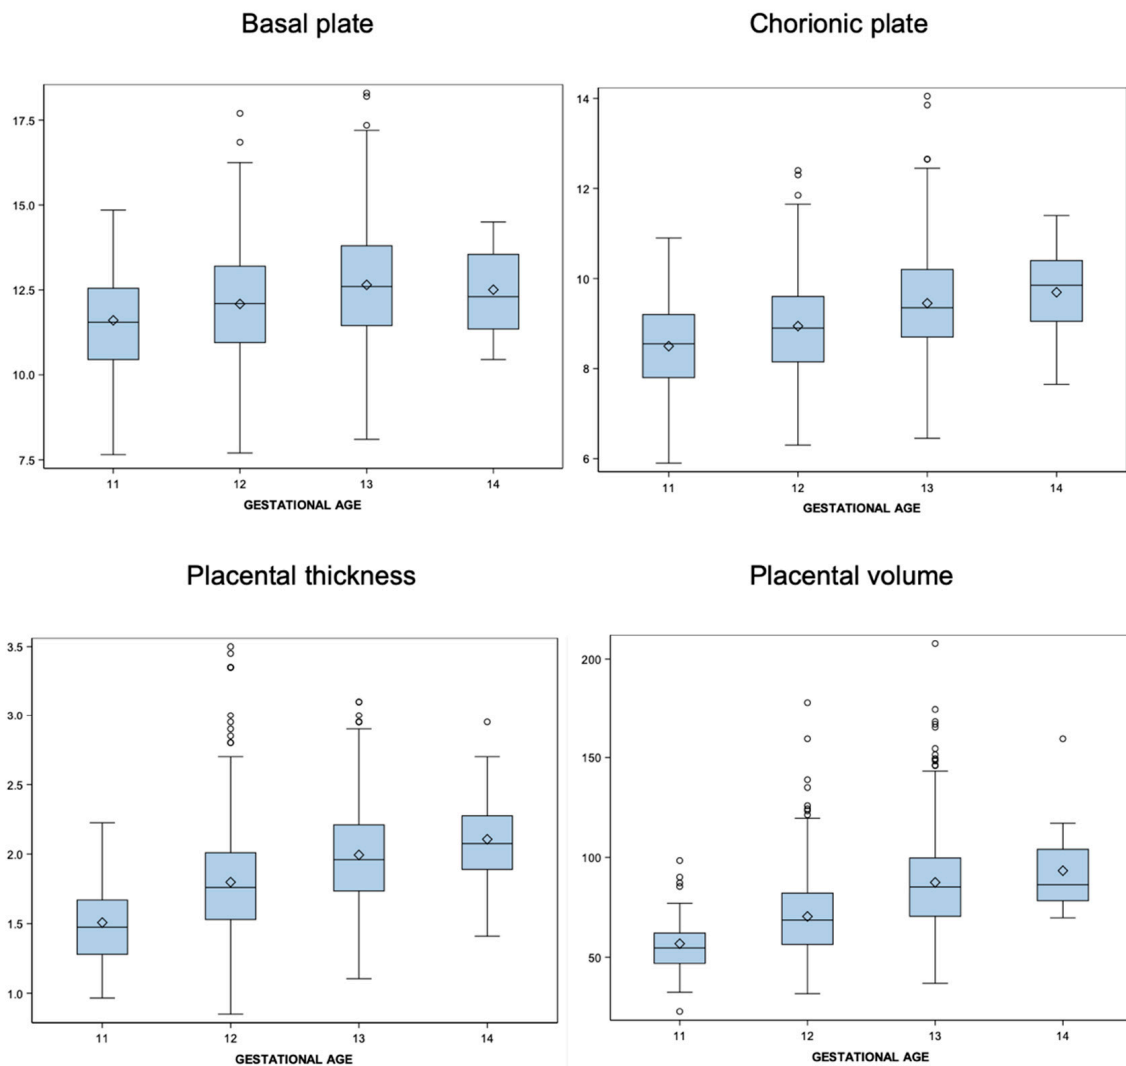 Basal plate
17.5
15.0
12.5
10.0
7.5
11 12 13 14
GESTATIONAL AGE
Chorionic plate
14
12
10
8
6
11 12 13 14
GESTATIONAL AGE
Placental thickness
3.5
3.0
2.5
2.0
1.5
1.0
11 12 13 14
GESTATIONAL AGE
Placental volume
200
150
100
50
11 12 13 14
GESTATIONAL AGE